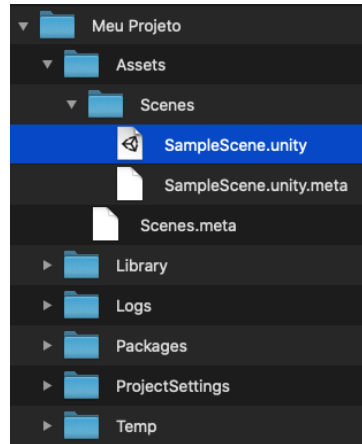 Meu Projeto
Assets
Scenes
SampleScene.unity
SampleScene.unity.meta
Scenes.meta
Library
Logs
Packages
ProjectSettings
Temp